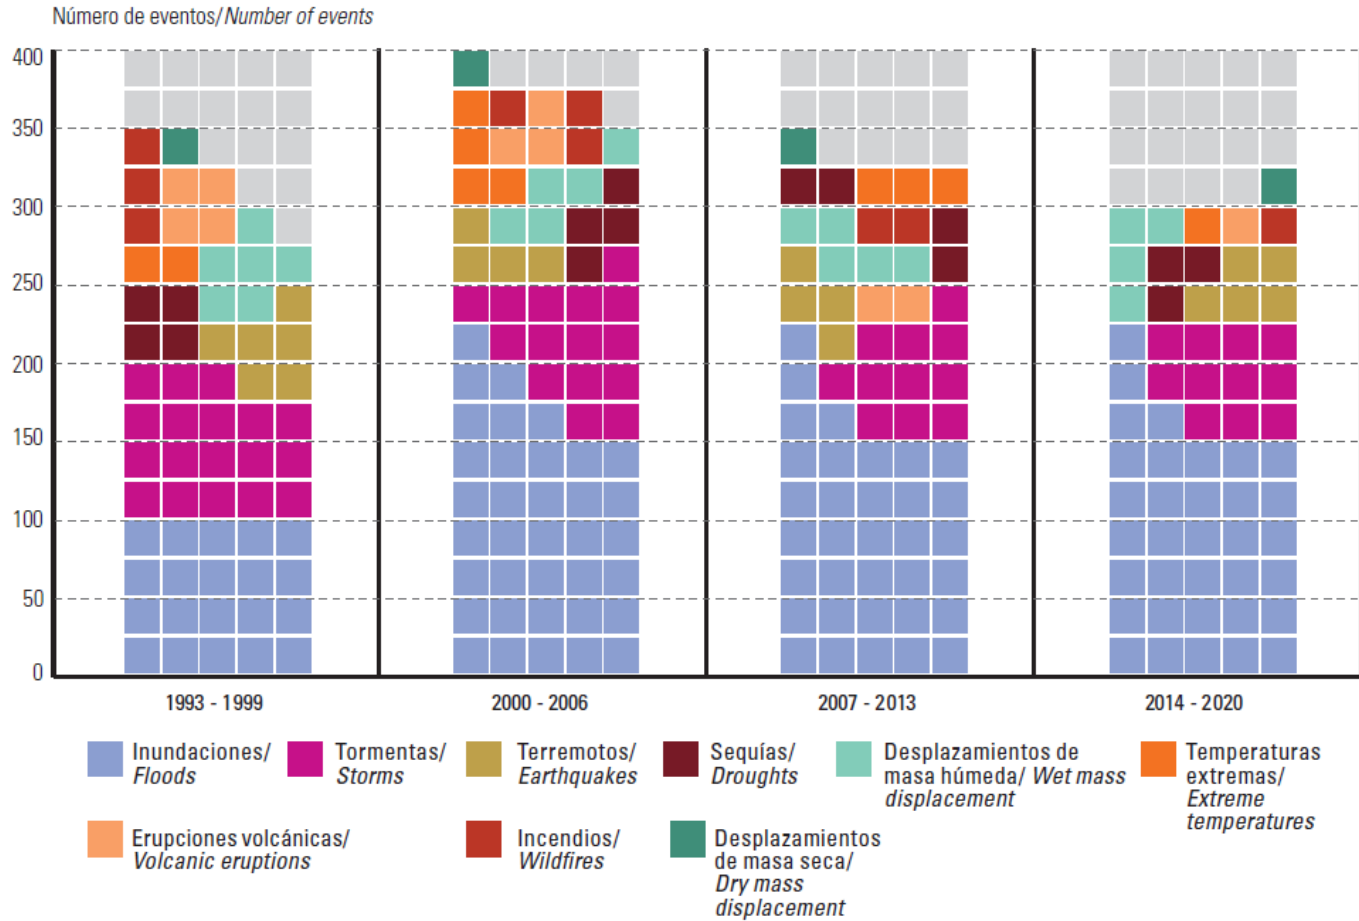 Número de eventos/Number of events
400
350
300
250
200
150
100
50
0
1993 - 1999
2000 - 2006
2007 - 2013
2014 - 2020
Inundaciones/
Floods
Tormentas/
Storms
Terremotos/
Earthquakes
Sequías/
Droughts
Desplazamientos de
masa húmeda/ Wet mass
displacement
Temperaturas
extremas/
Extreme
temperatures
Erupciones volcánicas/
Volcanic eruptions
Incendios/
Wildfires
Desplazamientos
de masa seca/
Dry mass
displacement